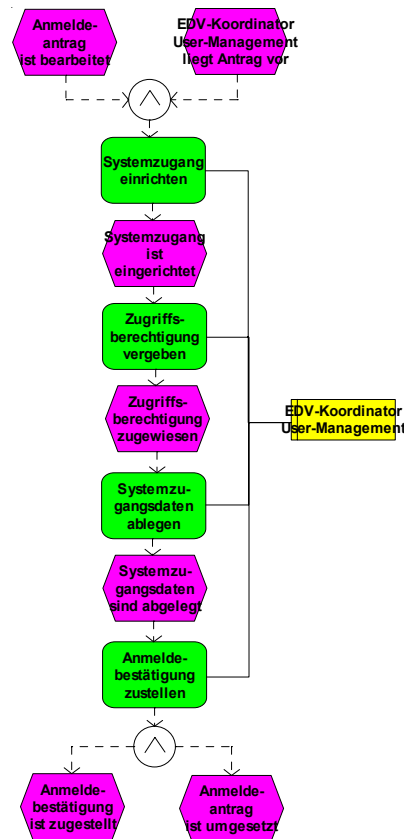 Anmelde-
antrag
ist bearbeitet
EDV-Koordinator
User-Management
liegt Antrag vor
Systemzugang
einrichten
Systemzugang
ist
eingerichtet
Zugriffs-
berechtigung
vergeben
EDV-Koordinator
User-Management
Zugriffs-
berechtigung
zugewiesen
Systemzu-
gangsdaten
ablegen
Systemzu-
gangsdaten
sind abgelegt
Anmelde-
bestätigung
zustellen
Anmelde-
bestätigung
ist zugestellt
Anmelde-
antrag
ist umgesetzt